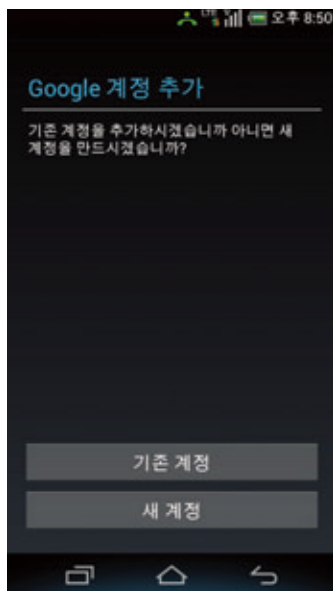 LTE 오후 8:50
Google 계정 추가
기존 계정을 추가하시겠습니까 아니면 새
계정을 만드시겠습니까?
기존 계정
새 계정